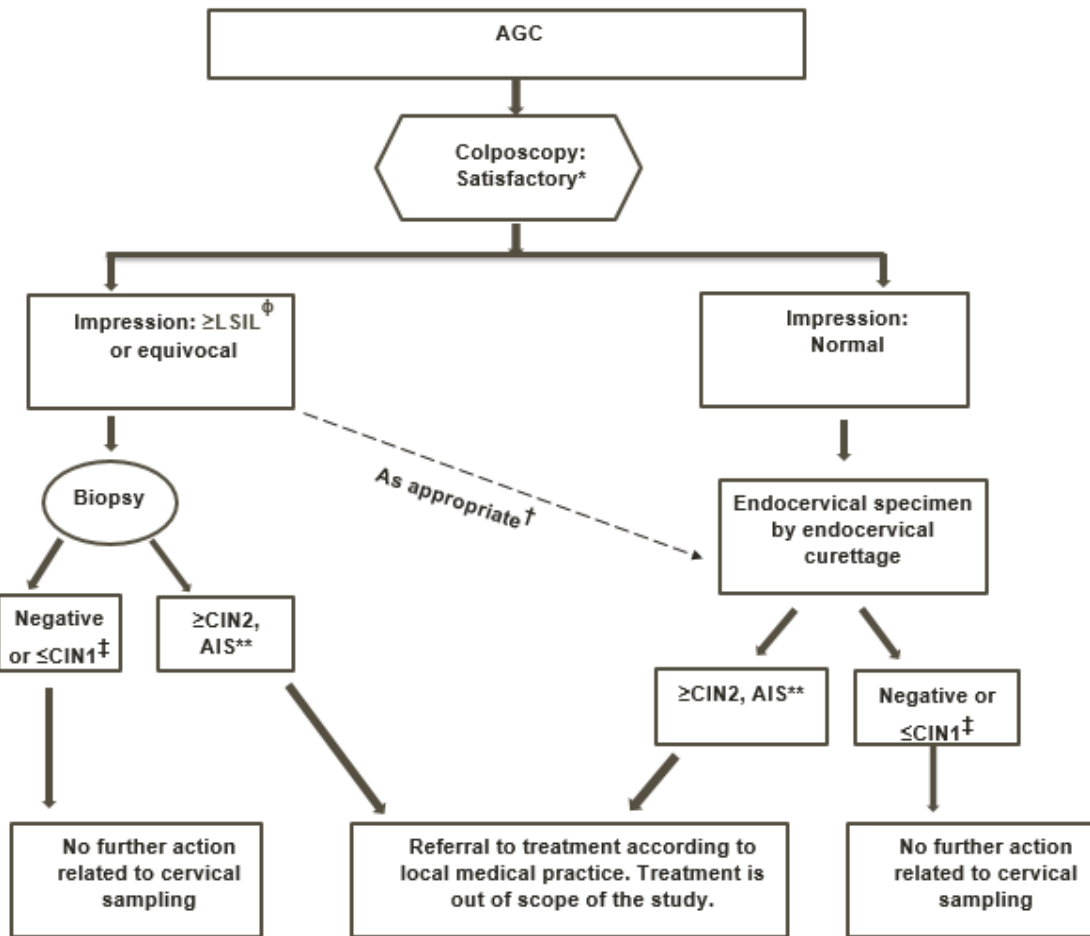 AGC
Colposcopy:
Satisfactory*
Impression: ≥LSILϕ
or equivocal
Impression:
Normal
As appropriate†
Biopsy
Endocervical specimen
by endocervical
curettage
Negative
or ≤CIN1‡
≥CIN2,
AIS**
≥CIN2, AIS**
Negative or
≤CIN1‡
No further action
related to cervical
sampling
Referral to treatment according to
local medical practice. Treatment is
out of scope of the study.
No further action
related to cervical
sampling